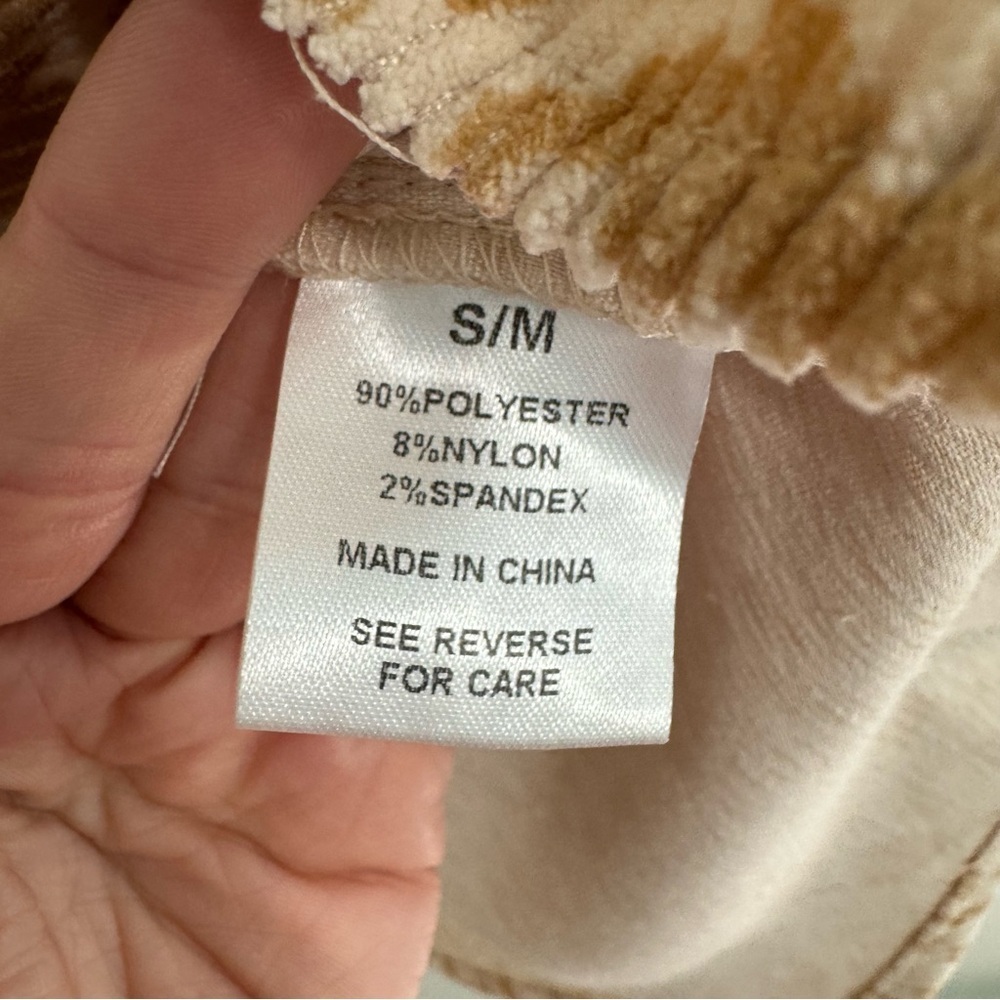 S/M
90%POLYESTER
8%NYLON
2%SPANDEX
MADE IN CHINA
SEE REVERSE
FOR CARE